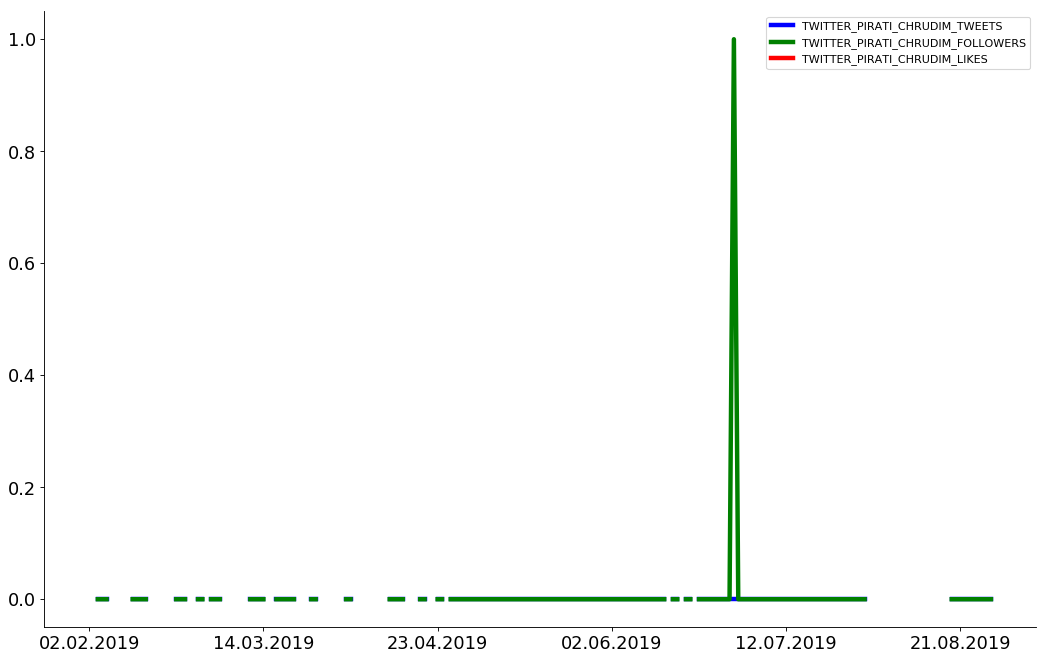 TWITTER_PIRATI_CHRUDIM_TWEETS
TWITTER_PIRATI_CHRUDIM_FOLLOWERS
TWITTER_PIRATI_CHRUDIM_LIKES
1.0
0.8
0.6
0.4
0.2
0.0
02.02.2019 14.03.2019 23.04.2019 02.06.2019 12.07.2019 21.08.2019